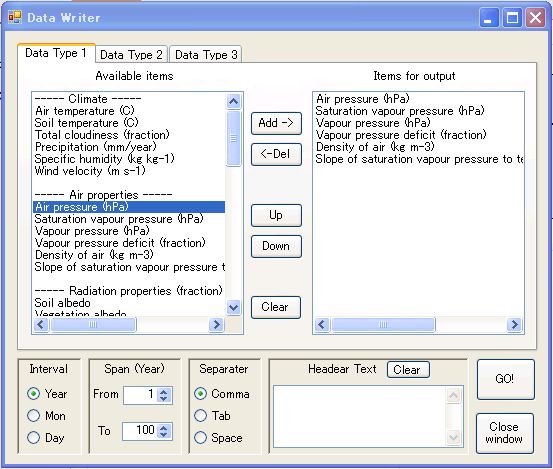 Data Writer
Data Type 1
Data Type 2
Data Type 3
Available items
----- Climate -----
Air temperature (C)
Soil temperature (C)
Total cloudiness (fraction)
Precipitation (mm/year)
Specific humidity (kg kg-1)
Wind velocity (m s-1)
----- Air properties -----
Air pressure (hPa)
Saturation vapour pressure (hPa)
Vapour pressure (hPa)
Vapour pressure deficit (fraction)
Density of air (kg m-3)
Slope of saturation vapour pressure t
----- Radiation properties (fraction)
Soil albedo
Vegetation albedo
Add ->
<-Del
Up
Down
Clear
Items for output
Air pressure (hPa)
Saturation vapour pressure (hPa)
Vapour pressure (hPa)
Vapour pressure deficit (fraction)
Density of air (kg m-3)
Slope of saturation vapour pressure to te
Interval
Year
Mon
Day
Span (Year)
From 1
To 100
Separater
Comma
Tab
Space
Headear Text Clear
GO!
Close
window